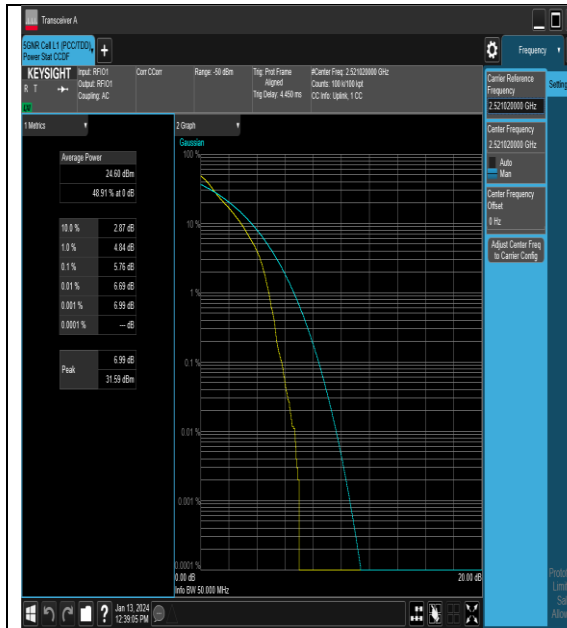 Transceiver A
5GNR Cell L1 (PCC/TDD)
Power Stat CCDF
Frequency
KEYSIGHT
R T
Input: RFIO1
Output: RFIO1
Coupling: AC
Corr CCorr
Range: -50 dBm
Trig: Prot Frame
Aligned
Trig Delay: 4.450 ms
#Center Freq: 2.521020000 GHz
Counts: 100 k/100 kpt
CC Info: Uplink, 1 CC
1 Metrics
Average Power
24.60 dBm
48.91 % at 0 dB
10.0 % 2.87 dB
1.0 % 4.84 dB
0.1 % 5.76 dB
0.01 % 6.69 dB
0.001 % 6.99 dB
0.0001 % --- dB
Peak
6.99 dB
31.59 dBm
2 Graph
Gaussian
100 %
10 %
1 %
0.1 %
0.01 %
0.001 %
0.0001 %
0.00 dB
20.00 dB
Info BW 50.000 MHz
Carrier Reference
Frequency
2.521020000 GHz
Center Frequency
2.521020000 GHz
Auto
Man
Center Frequency
Offset
0 Hz
Adjust Center Freq
to Carrier Config
Jan 13, 2024
12:39:05 PM